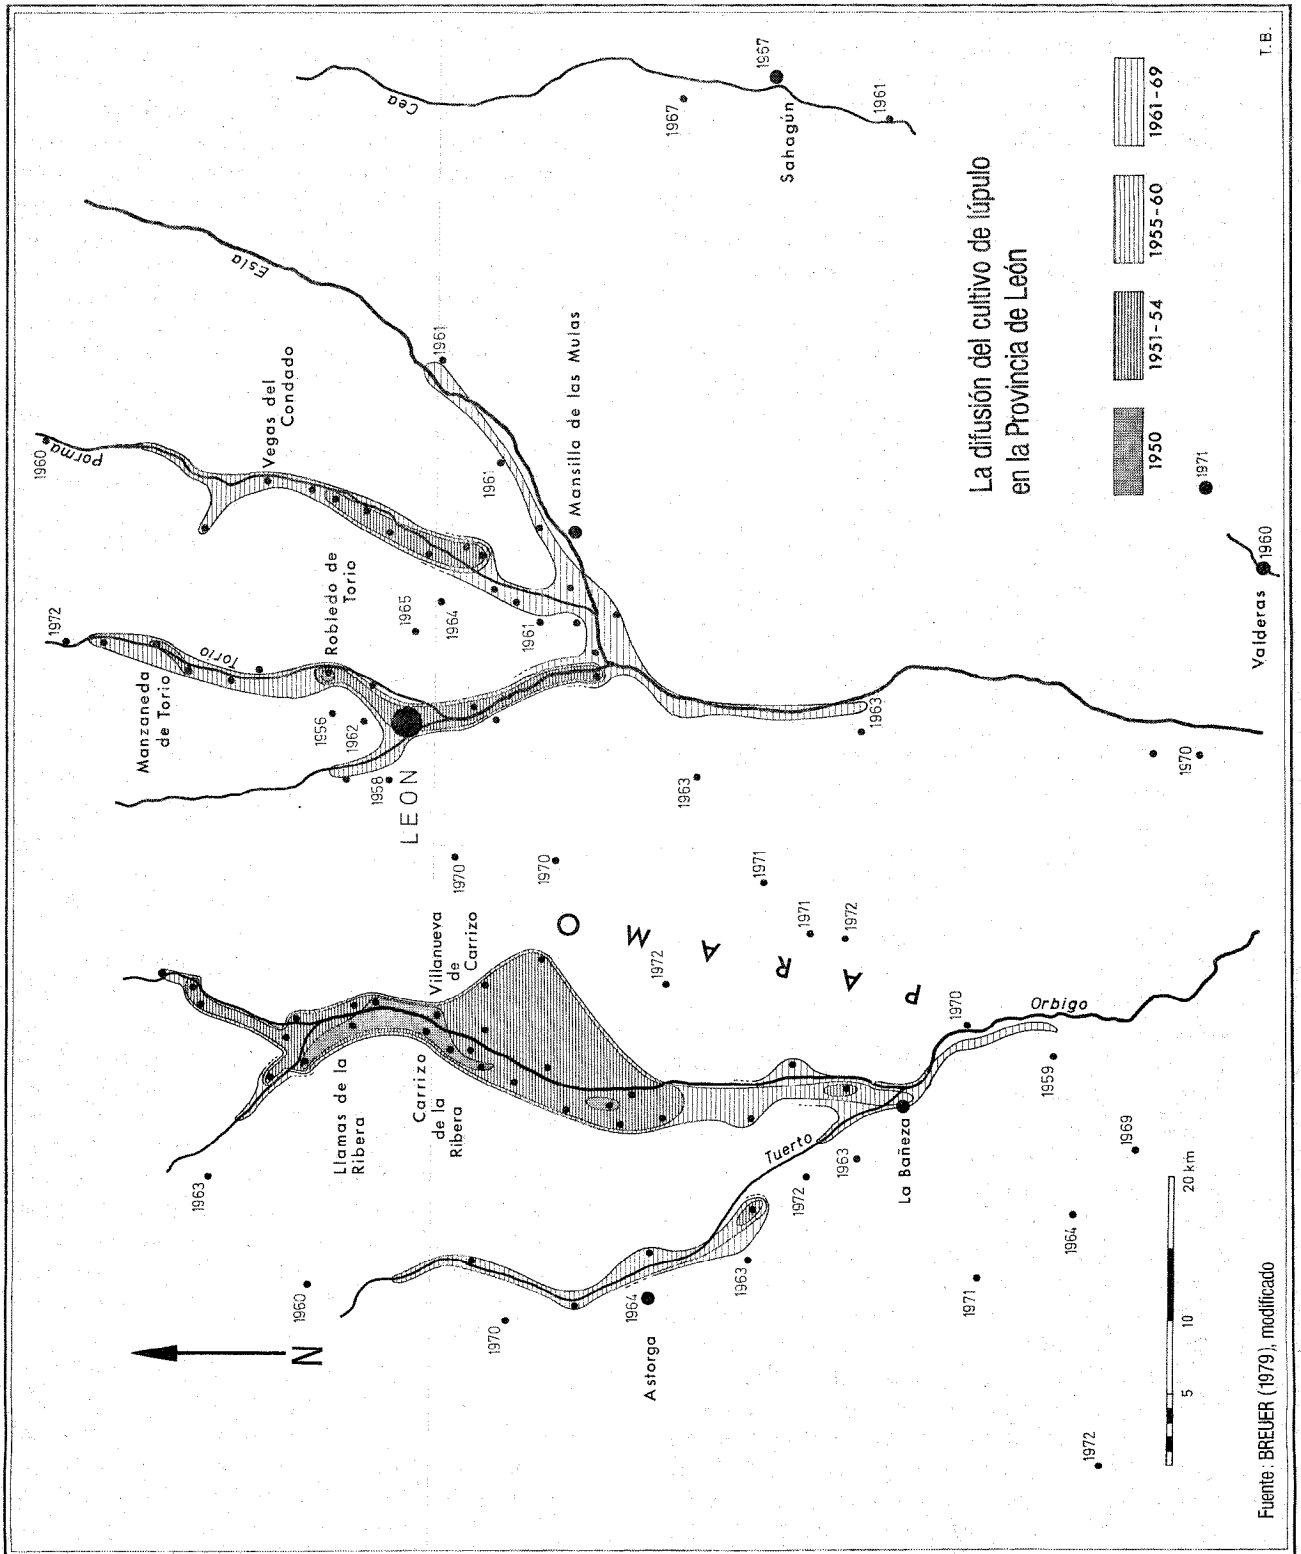 La difusión del cultivo de lúpulo
en la Provincia de León
1950
1951-54
1955-60
1961-69
N
1963
1960
1970
1964
Astorga
1963
1972
1963
La Bañeza
1971
1964
1969
1959
1972
Tuerto
Orbigo
1970
Llamas de la
Ribera
Carrizo
de la
Ribera
Villanueva
de
Carrizo
PARAMO
1970
1970
1972
1971
1971
1972
LEON
1958
1962
1956
Manzaneda
de Torio
Torio
1972
Robledo de
Torio
1965
1964
1961
1963
1963
1970
Porma
1960
Vegas del
Condado
1961
1961
Esla
Mansilla de las Mulas
Cea
1967
1967
Sahagún
1961
Valderas
1960
1971
5
10
20 km
Fuente: BREUER (1979), modificado
T.B.